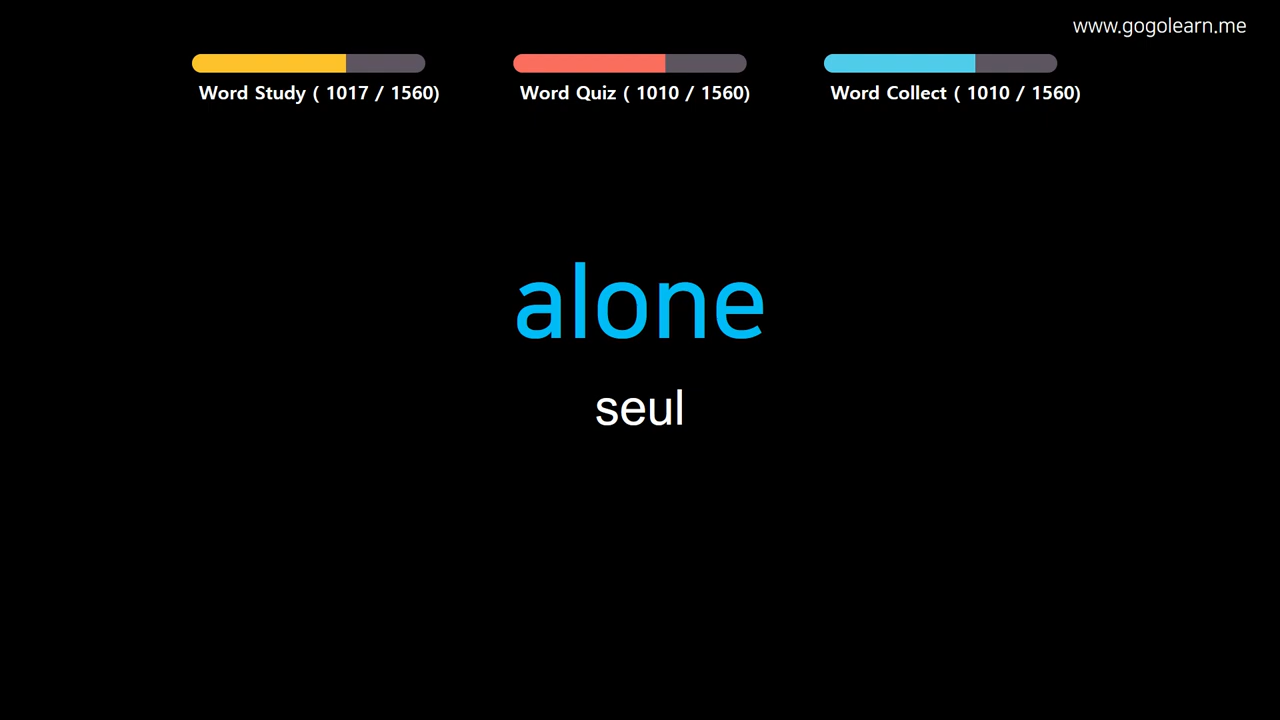 www.gogolearn.me
Word Study ( 1017 / 1560)
Word Quiz ( 1010 / 1560)
Word Collect ( 1010 / 1560)
alone
seul